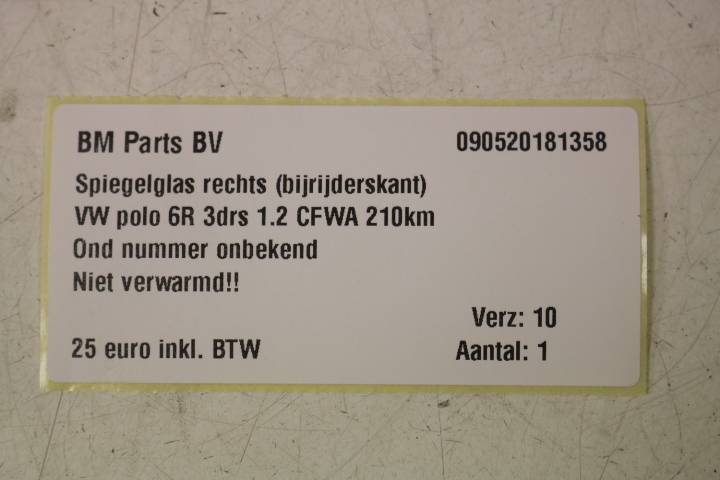 BM Parts BV 090520181358
Spiegelglas rechts (bijrijderskant)
VW polo 6R 3drs 1.2 CFWA 210km
Ond nummer onbekend
Niet verwarmd!!
Verz: 10
25 euro inkl. BTW Aantal: 1